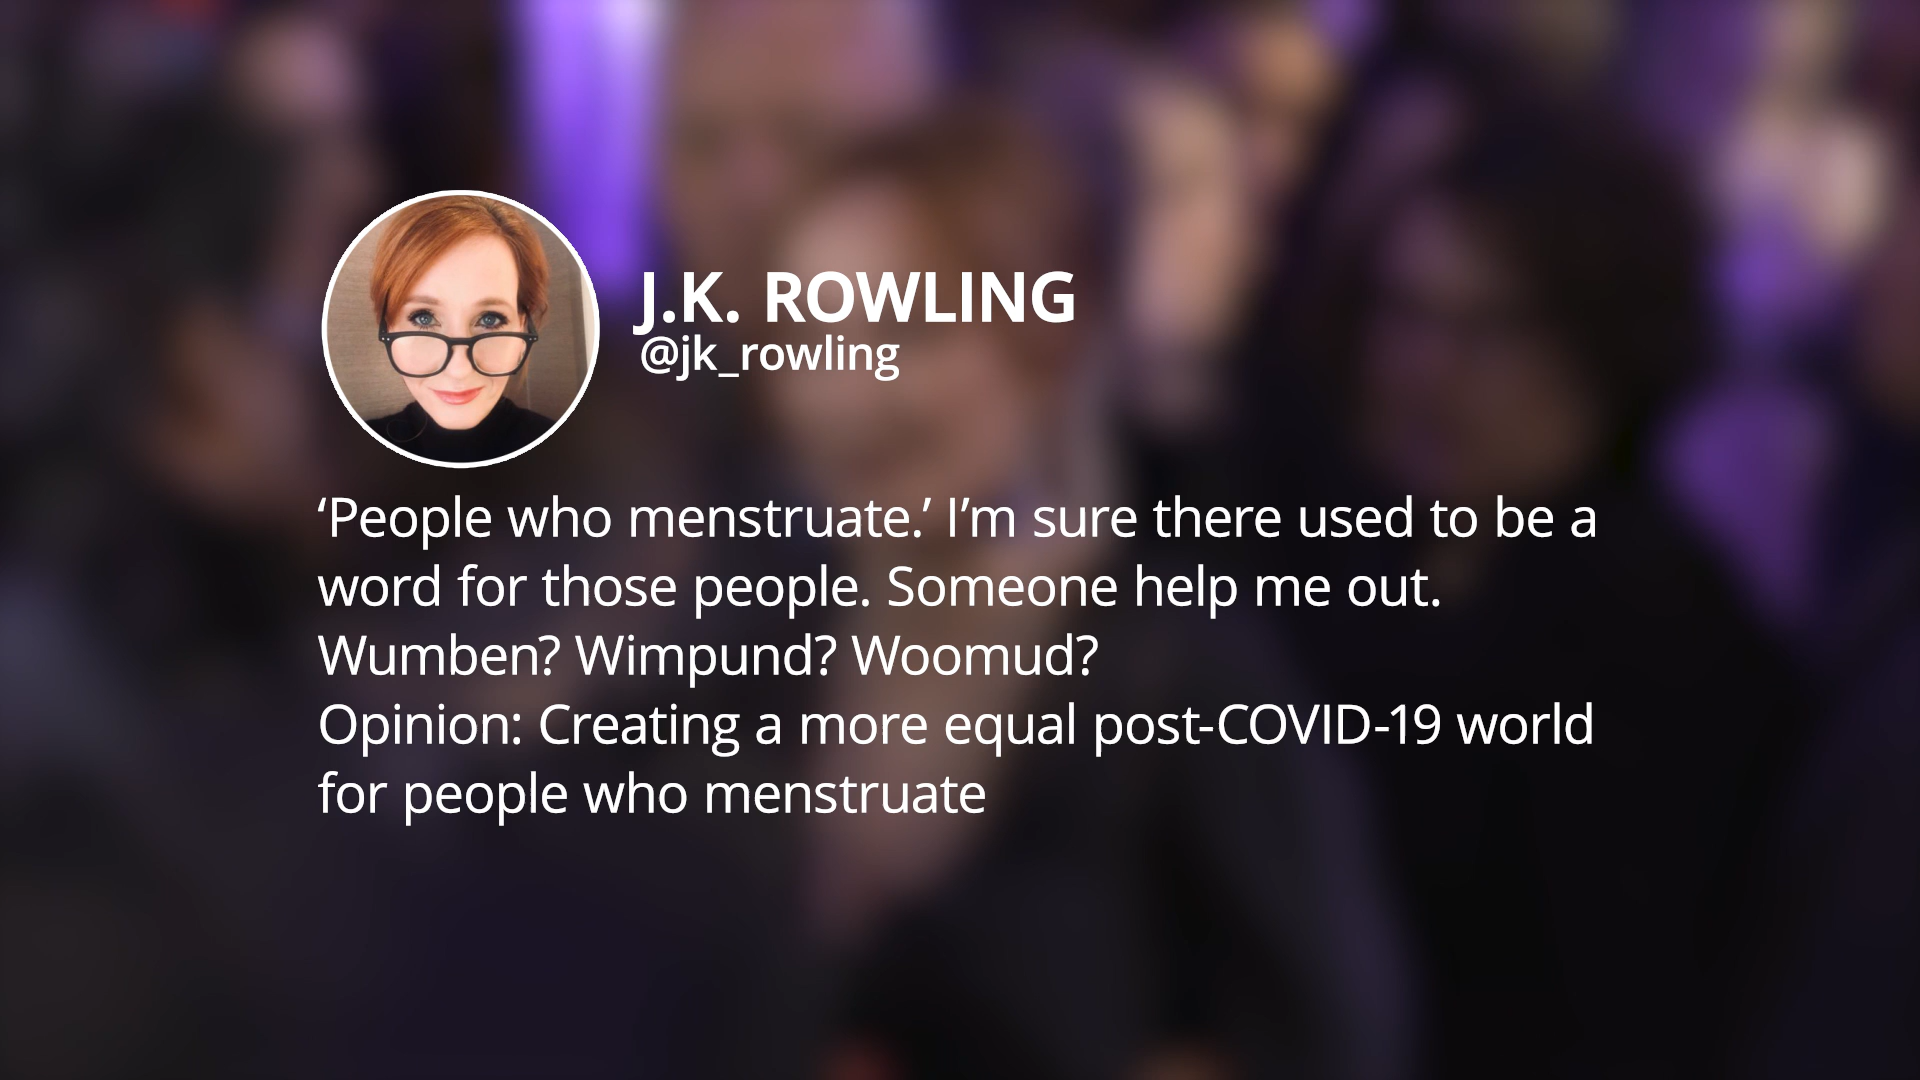 J.K. ROWLING
@jk_rowling
‘People who menstruate.’ I’m sure there used to be a
word for those people. Someone help me out.
Wumben? Wimpund? Woomud?
Opinion: Creating a more equal post-COVID-19 world
for people who menstruate